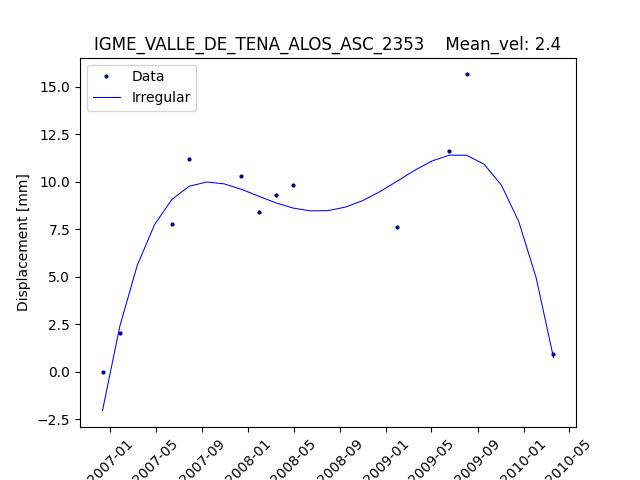 IGME_VALLE_DE_TENA_ALOS_ASC_2353    Mean_vel: 2.4
Data
Irregular
15.0
12.5
10.0
7.5
5.0
2.5
0.0
−2.5
Displacement [mm]
2007-01 2007-05 2007-09 2008-01 2008-05 2008-09 2009-01 2009-05 2009-09 2010-01 2010-05